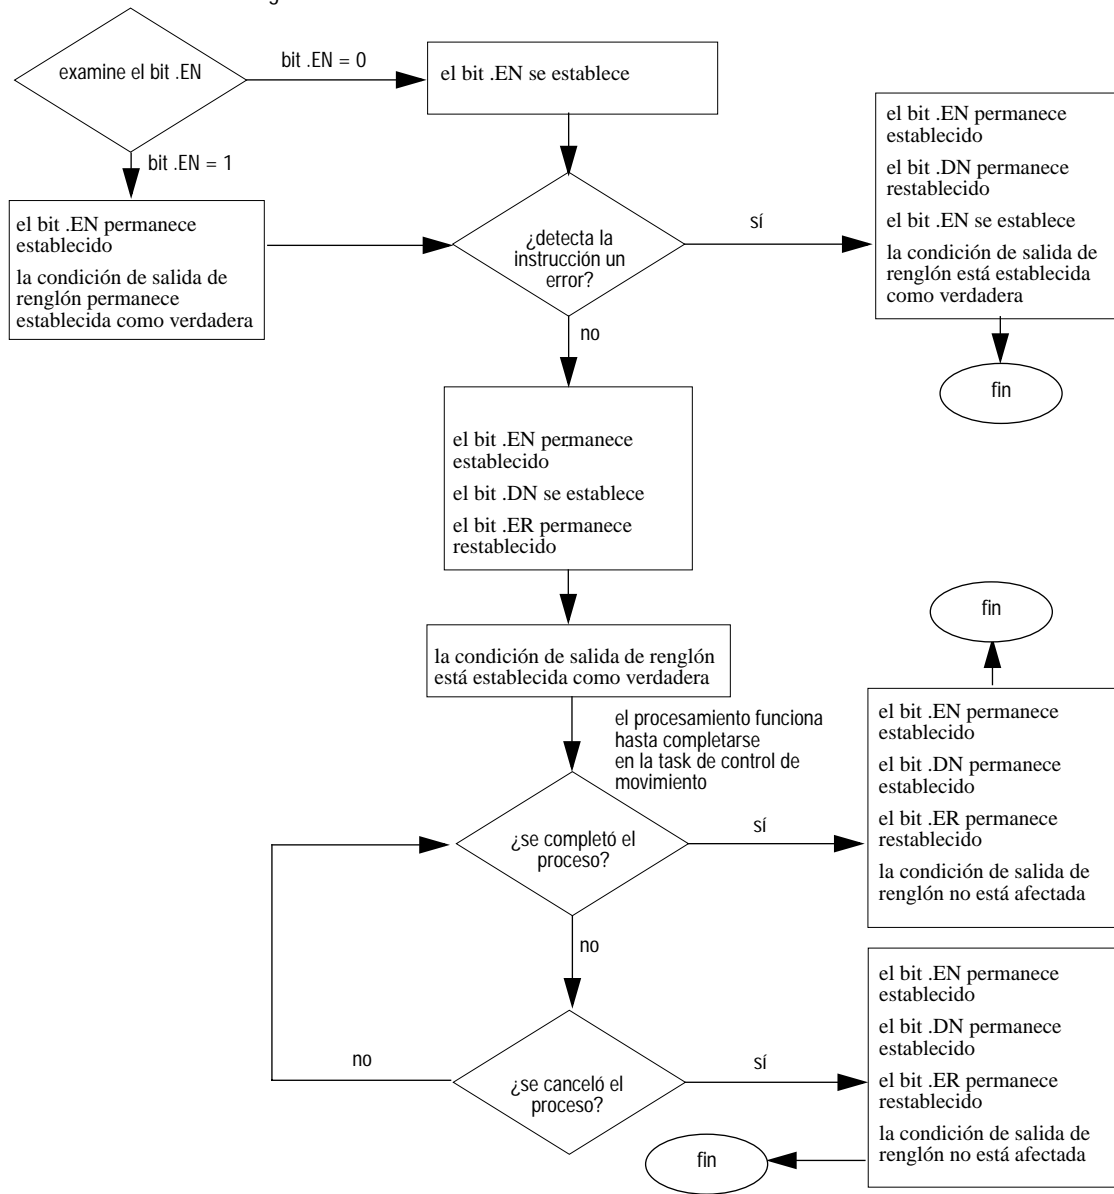 examine el bit .EN
bit .EN = 0
el bit .EN se establece
bit .EN = 1
el bit .EN permanece
establecido
la condición de salida de
renglón permanece
establecida como verdadera
¿detecta la
instrucción un
error?
sí
el bit .EN permanece
establecido
el bit .DN permanece
restablecido
el bit .EN se establece
la condición de salida de
renglón está establecida
como verdadera
fin
no
el bit .EN permanece
establecido
el bit .DN se establece
el bit .ER permanece
restablecido
la condición de salida de renglón
está establecida como verdadera
el procesamiento funciona
hasta completarse
en la task de control de
movimiento
¿se completó el
proceso?
sí
fin
el bit .EN permanece
establecido
el bit .DN permanece
establecido
el bit .ER permanece
restablecido
la condición de salida de
renglón no está afectada
no
¿se canceló el
proceso?
no
sí
el bit .EN permanece
establecido
el bit .DN permanece
establecido
el bit .ER permanece
restablecido
la condición de salida de
renglón no está afectada
fin